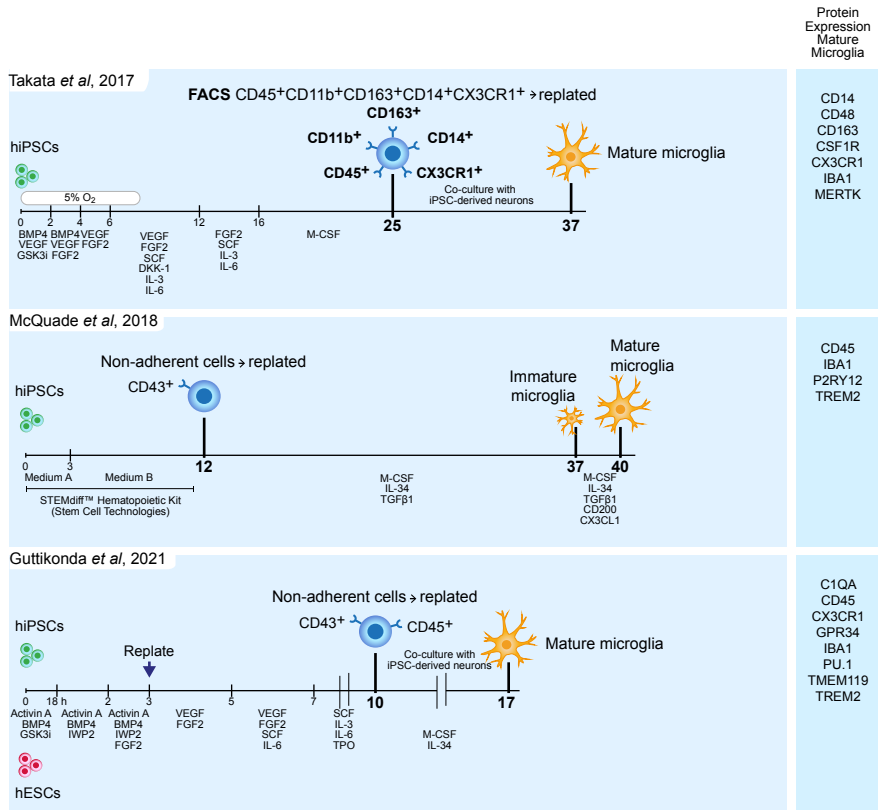 Protein
Expression
Mature
Microglia
Takata et al, 2017
FACS CD45+CD11b+CD163+CD14+CX3CR1+ → replated
CD163+
CD11b+ CD14+
CD45+ CX3CR1+
hiPSCs
Mature microglia
Co-culture with
iPSC-derived neurons
5% O2
0 2 4 6 12 16 25 37
BMP4 BMP4 VEGF VEGF FGF2 M-CSF
VEGF VEGF FGF2 FGF2 SCF
GSK3i FGF2 SCF IL-3
DKK-1 IL-6
IL-3
IL-6
CD14
CD48
CD163
CSF1R
CX3CR1
IBA1
MERTK
McQuade et al, 2018
Non-adherent cells → replated
CD43+
hiPSCs
Immature
microglia
Mature
microglia
0 3 12 37 40
Medium A Medium B
STEMdiff™ Hematopoietic Kit
(Stem Cell Technologies)
M-CSF
IL-34
TGFβ1
M-CSF
IL-34
TGFβ1
CD200
CX3CL1
CD45
IBA1
P2RY12
TREM2
Guttikonda et al, 2021
Non-adherent cells → replated
CD43+ CD45+
hiPSCs
Replate
Mature microglia
Co-culture with
iPSC-derived neurons
0 18 h 2 3 5 7 10 17
Activin A
BMP4
GSK3i
Activin A
BMP4
IWP2
Activin A
BMP4
IWP2
FGF2
VEGF
FGF2
VEGF
FGF2
SCF
IL-6
SCF
IL-3
IL-6
TPO
M-CSF
IL-34
hESCs
C1QA
CD45
CX3CR1
GPR34
IBA1
PU.1
TMEM119
TREM2